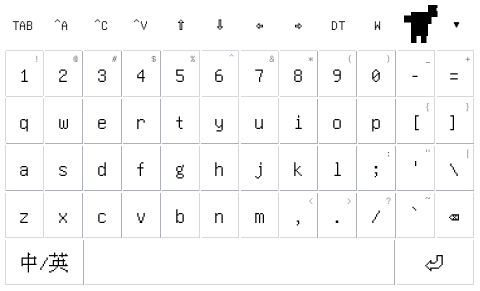 TAB ^A ^C ^V ⇧ ⇩ ⇦ ⇨ DT W ▼
! @ # $ % ^ & * ( ) _ +
1 2 3 4 5 6 7 8 9 0 - =
{ }
q w e r t y u i o p [ ]
: " |
a s d f g h j k l ; ' \
< > ? ~
z x c v b n m , . / ` ⌫
中/英 ⏎